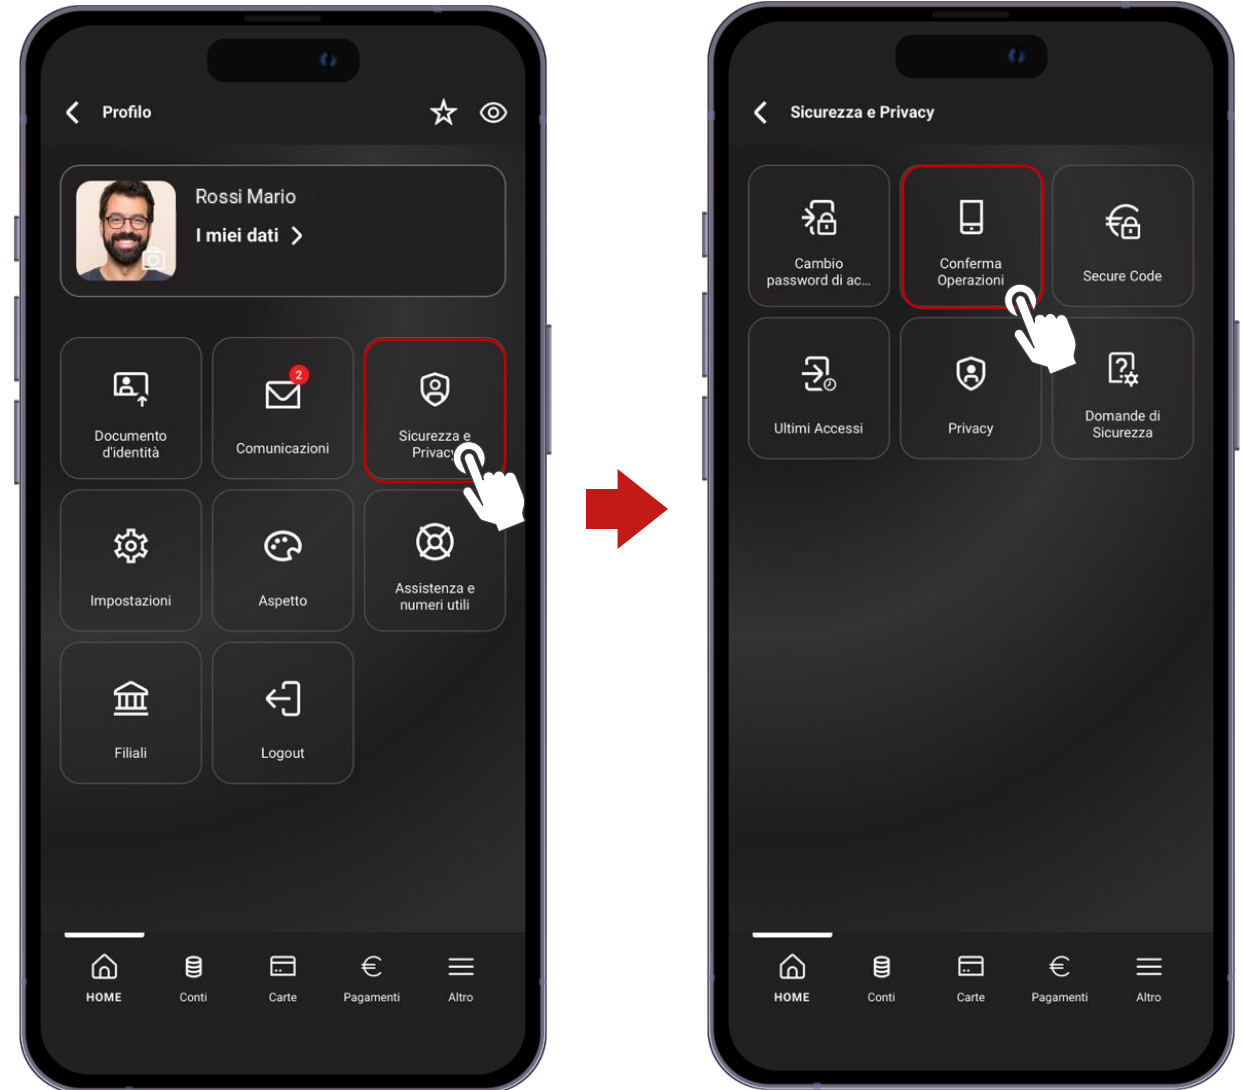 Profilo
Rossi Mario
I miei dati
Documento
d'identità
2
Comunicazioni
Sicurezza e
Privacy
Impostazioni
Aspetto
Assistenza e
numeri utili
Filiali
Logout
HOME
Conti
Carte
Pagamenti
Altro
Sicurezza e Privacy
Cambio
password di ac...
Conferma
Operazioni
Secure Code
Ultimi Accessi
Privacy
Domande di
Sicurezza
HOME
Conti
Carte
Pagamenti
Altro